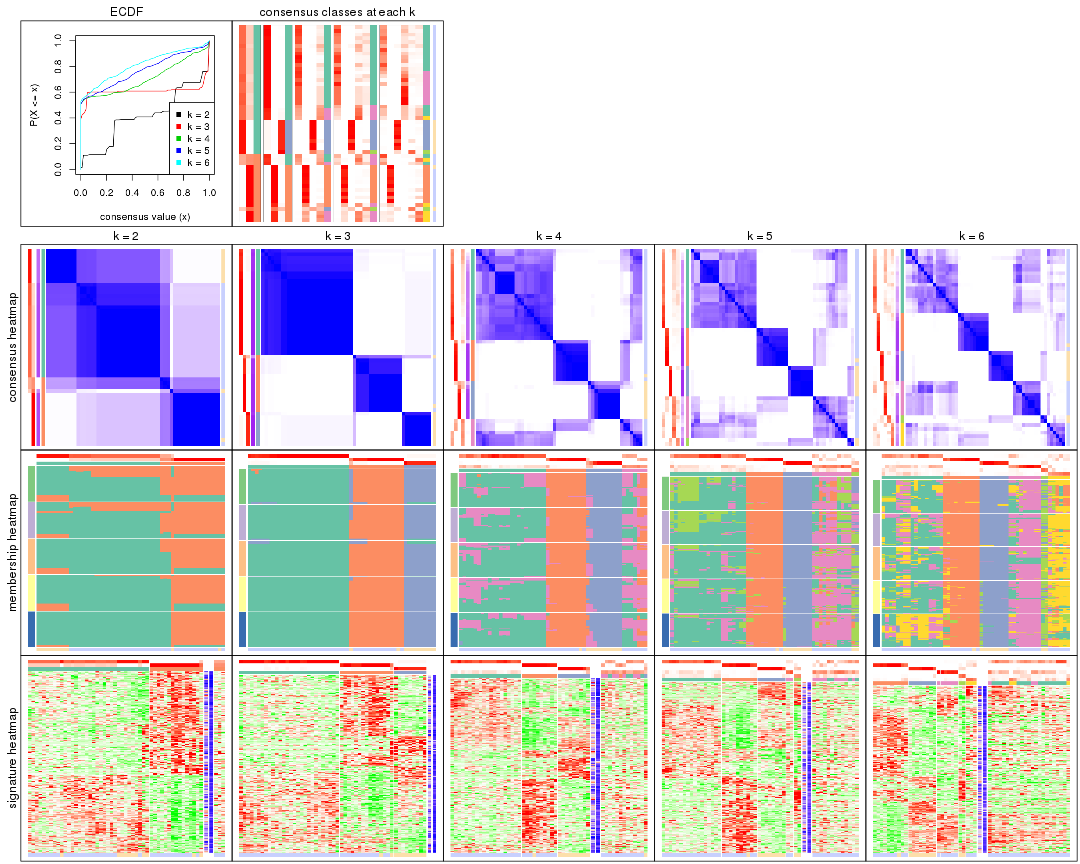 ECDF
consensus classes at each k
P(X <= x)
0.0 0.2 0.4 0.6 0.8 1.0
k = 2
k = 3
k = 4
k = 5
k = 6
0.0 0.2 0.4 0.6 0.8 1.0
consensus value (x)
k = 2
k = 3
k = 4
k = 5
k = 6
consensus heatmap
membership heatmap
signature heatmap